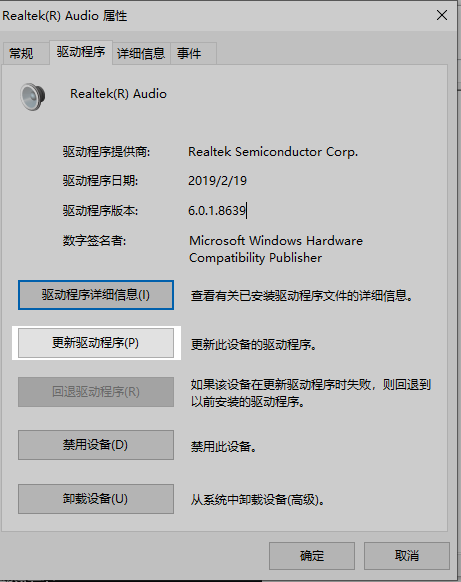 Realtek(R) Audio 属性
常规 驱动程序 详细信息 事件
Realtek(R) Audio
驱动程序提供商: Realtek Semiconductor Corp.
驱动程序日期: 2019/2/19
驱动程序版本: 6.0.1.8639
数字签名者: Microsoft Windows Hardware
Compatibility Publisher
驱动程序详细信息(I) 查看有关已安装驱动程序文件的详细信息。
更新驱动程序(P) 更新此设备的驱动程序。
回退驱动程序(R) 如果该设备在更新驱动程序时失败，则回退到
以前安装的驱动程序。
禁用设备(D) 禁用此设备。
卸载设备(U) 从系统中卸载设备(高级)。
确定 取消